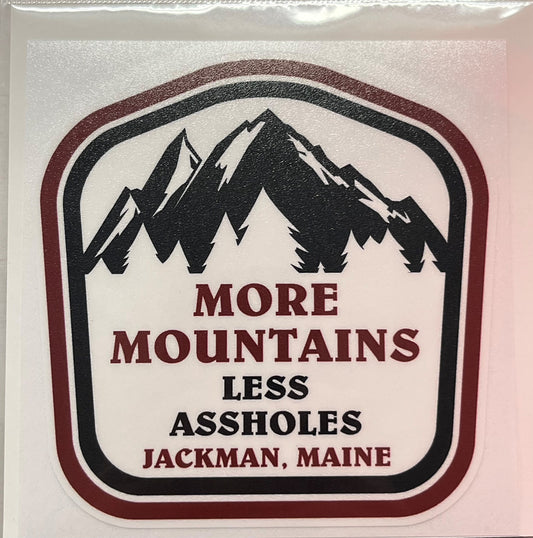 MORE
MOUNTAINS
LESS
ASSHOLES
JACKMAN, MAINE